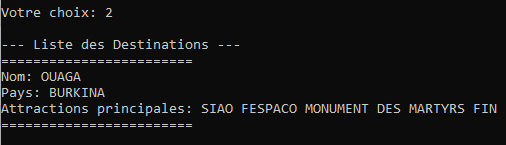 Votre choix: 2
--- Liste des Destinations ---
========================
Nom: OUAGA
Pays: BURKINA
Attractions principales: SIAO FESPACO MONUMENT DES MARTYRS FIN
========================